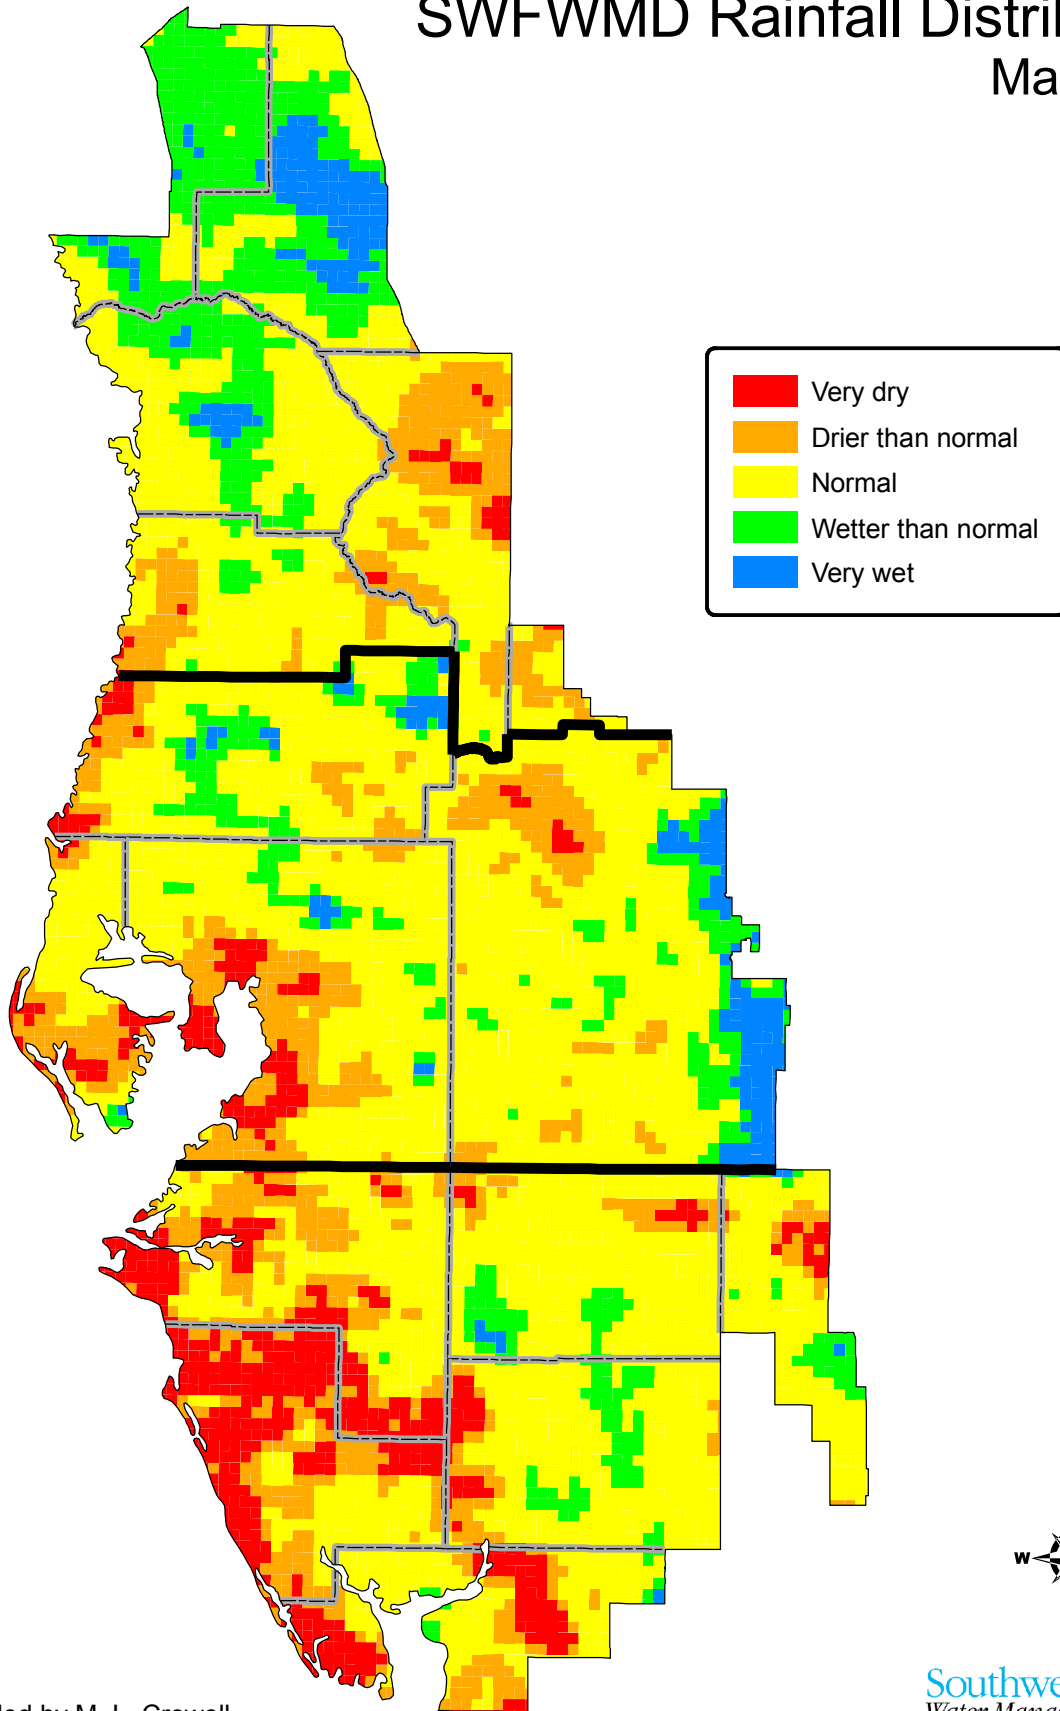 SWFWMD Rainfall Distri
Ma
Very dry
Drier than normal
Normal
Wetter than normal
Very wet
W
Southwe